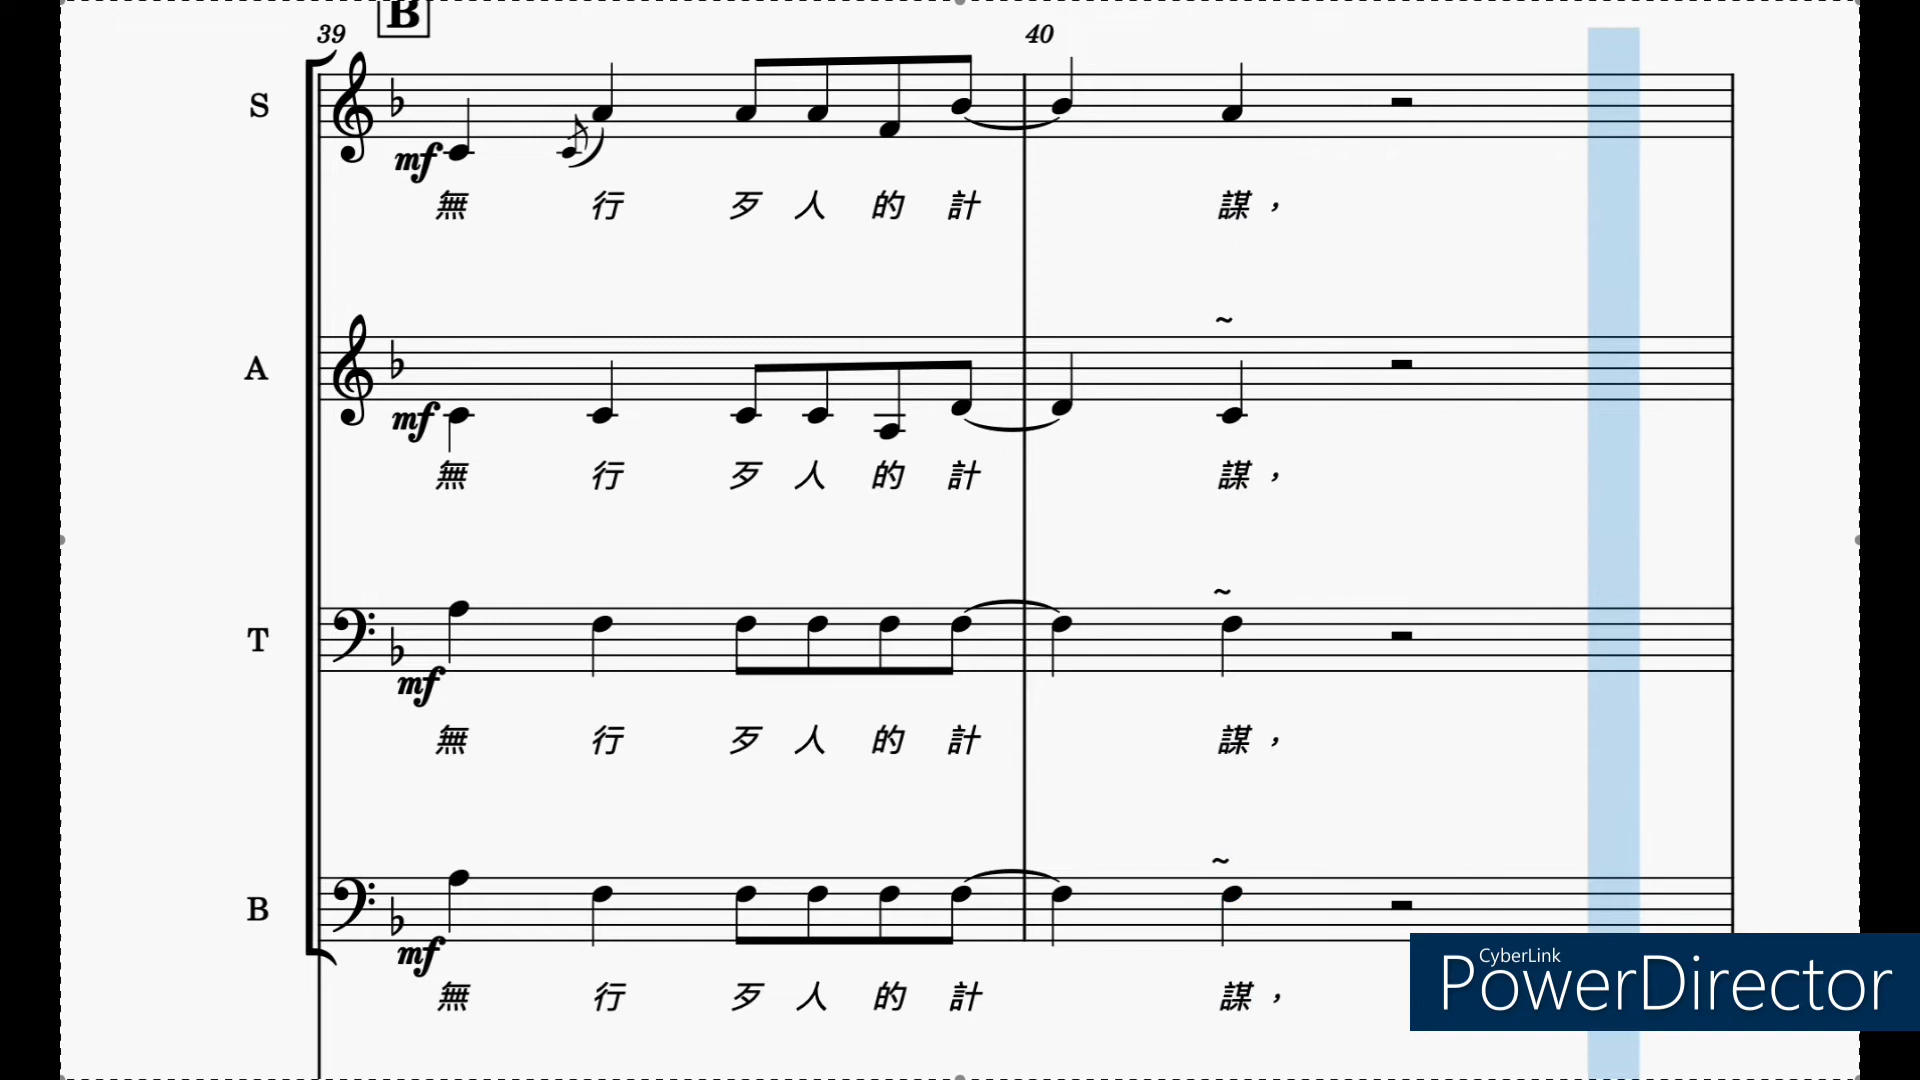 B
39 40
S
mf
無 行 歹 人 的 計 謀，
A
mf
無 行 歹 人 的 計 謀，
T
mf
無 行 歹 人 的 計 謀，
B
mf
無 行 歹 人 的 計 謀，
CyberLink
PowerDirector